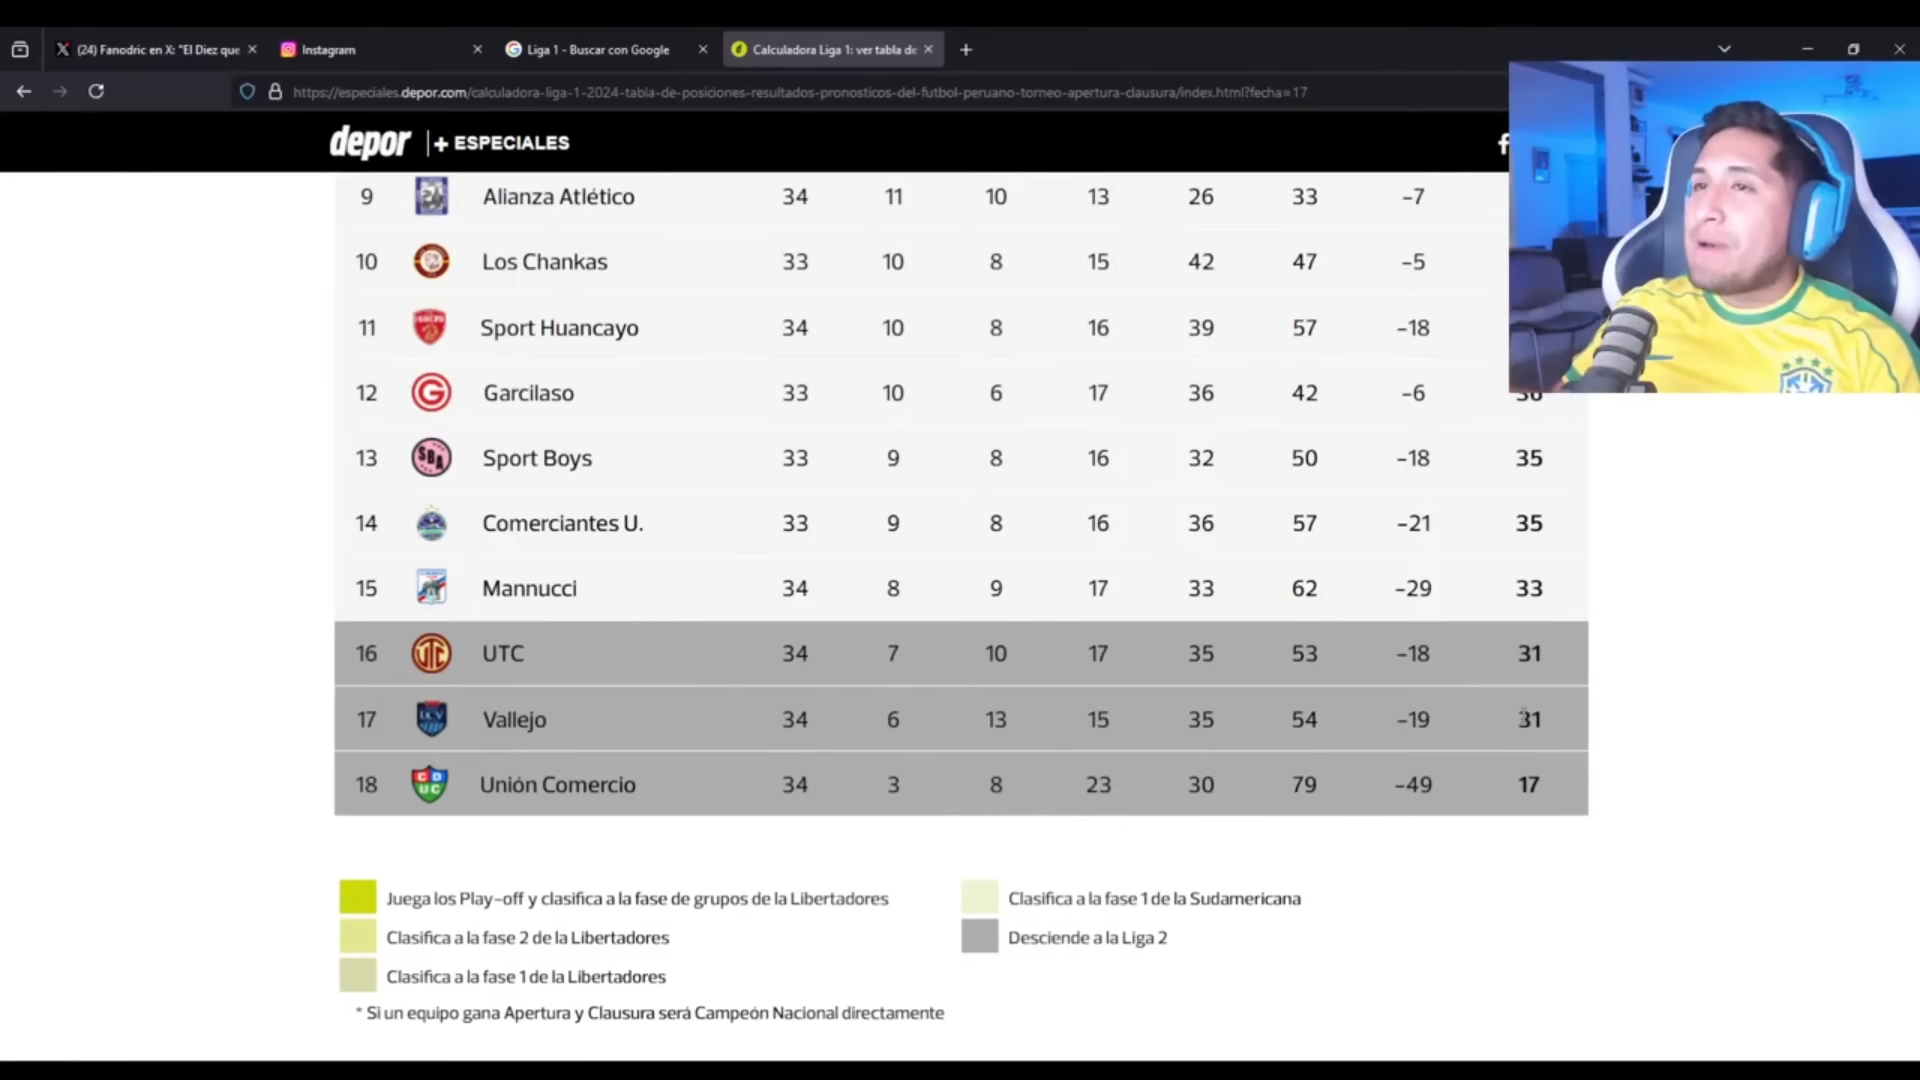 (24) Fanodric en X: "El Diez que
Instagram
Liga 1 - Buscar con Google
Calculadora Liga 1: ver tabla de
https://especiales.depor.com/calculadora-liga-1-2024-tabla-de-posiciones-resultados-pronosticos-del-futbol-peruano-torneo-apertura-clausura/index.html?fecha=17
depor + ESPECIALES
9 Alianza Atlético 34 11 10 13 26 33 -7
10 Los Chankas 33 10 8 15 42 47 -5
11 Sport Huancayo 34 10 8 16 39 57 -18
12 G Garcilaso 33 10 6 17 36 42 -6 36
13 SBA Sport Boys 33 9 8 16 32 50 -18 35
14 Comerciantes U. 33 9 8 16 36 57 -21 35
15 Mannucci 34 8 9 17 33 62 -29 33
16 UTC UTC 34 7 10 17 35 53 -18 31
17 UCV Vallejo 34 6 13 15 35 54 -19 31
18 CD UC Unión Comercio 34 3 8 23 30 79 -49 17
Juega los Play-off y clasifica a la fase de grupos de la Libertadores
Clasifica a la fase 2 de la Libertadores
Clasifica a la fase 1 de la Libertadores
Clasifica a la fase 1 de la Sudamericana
Desciende a la Liga 2
* Si un equipo gana Apertura y Clausura será Campeón Nacional directamente